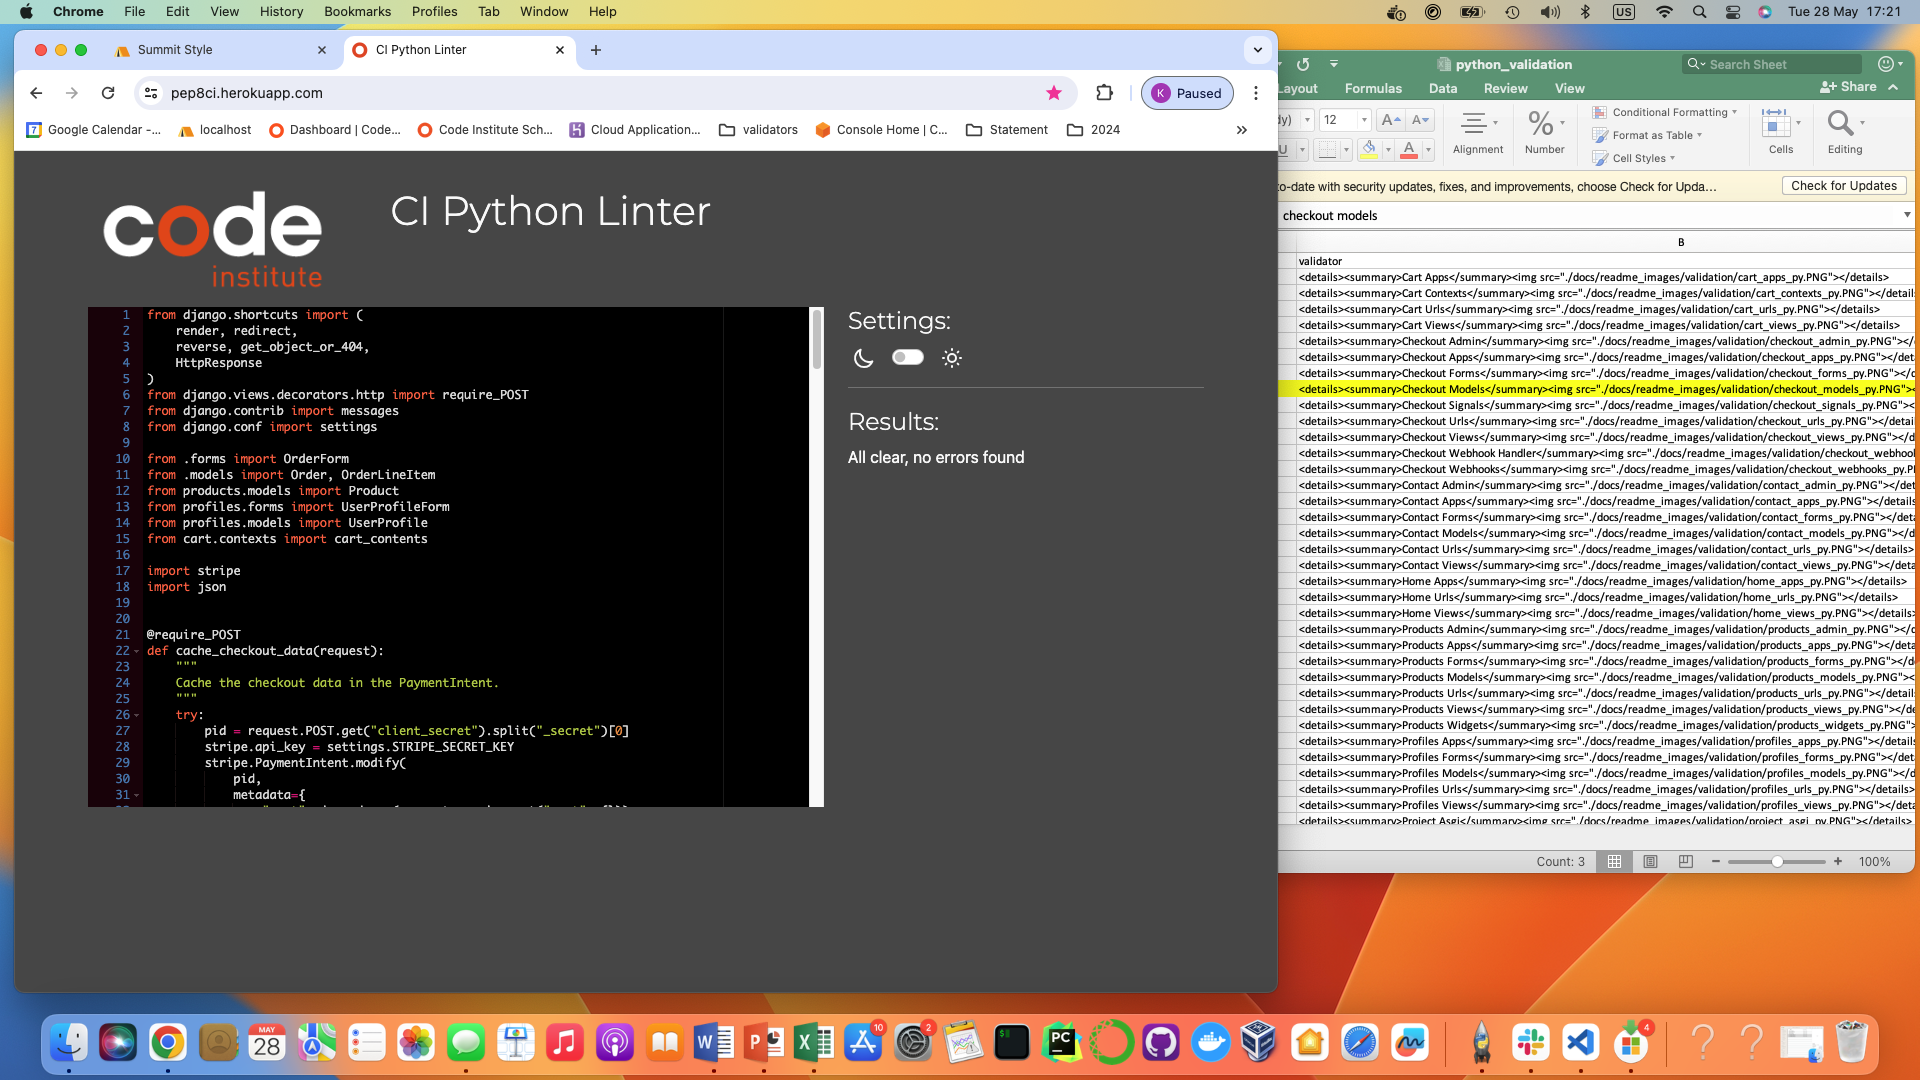 Chrome File Edit View History Bookmarks Profiles Tab Window Help
US Tue 28 May 17:21
Summit Style
CI Python Linter
pep8ci.herokuapp.com
K Paused
Google Calendar -...
localhost
Dashboard | Code...
Code Institute Sch...
Cloud Application...
validators
Console Home | C...
Statement
2024
code
institute
CI Python Linter
1 from django.shortcuts import (
2 render, redirect,
3 reverse, get_object_or_404,
4 HttpResponse
5 )
6 from django.views.decorators.http import require_POST
7 from django.contrib import messages
8 from django.conf import settings
9
10 from .forms import OrderForm
11 from .models import Order, OrderLineItem
12 from products.models import Product
13 from profiles.forms import UserProfileForm
14 from profiles.models import UserProfile
15 from cart.contexts import cart_contents
16
17 import stripe
18 import json
19
20
21 @require_POST
22 def cache_checkout_data(request):
23 """
24 Cache the checkout data in the PaymentIntent.
25 """
26 try:
27 pid = request.POST.get("client_secret").split("_secret")[0]
28 stripe.api_key = settings.STRIPE_SECRET_KEY
29 stripe.PaymentIntent.modify(
30 pid,
31 metadata={
Settings:
Results:
All clear, no errors found
python_validation
Search Sheet
Layout Formulas Data Review View
Share
12
Alignment
Number
Conditional Formatting
Format as Table
Cell Styles
Cells
Editing
o-date with security updates, fixes, and improvements, choose Check for Upda...
Check for Updates
checkout models
B
validator
<details><summary>Cart Apps</summary><img src="./docs/readme_images/validation/cart_apps_py.PNG"></details>
<details><summary>Cart Contexts</summary><img src="./docs/readme_images/validation/cart_contexts_py.PNG"></detail
<details><summary>Cart Urls</summary><img src="./docs/readme_images/validation/cart_urls_py.PNG"></details>
<details><summary>Cart Views</summary><img src="./docs/readme_images/validation/cart_views_py.PNG"></details>
<details><summary>Checkout Admin</summary><img src="./docs/readme_images/validation/checkout_admin_py.PNG"></
<details><summary>Checkout Apps</summary><img src="./docs/readme_images/validation/checkout_apps_py.PNG"></det
<details><summary>Checkout Forms</summary><img src="./docs/readme_images/validation/checkout_forms_py.PNG"></d
<details><summary>Checkout Models</summary><img src="./docs/readme_images/validation/checkout_models_py.PNG"><
<details><summary>Checkout Signals</summary><img src="./docs/readme_images/validation/checkout_signals_py.PNG"><
<details><summary>Checkout Urls</summary><img src="./docs/readme_images/validation/checkout_urls_py.PNG"></detai
<details><summary>Checkout Views</summary><img src="./docs/readme_images/validation/checkout_views_py.PNG"></d
<details><summary>Checkout Webhook Handler</summary><img src="./docs/readme_images/validation/checkout_webhoo
<details><summary>Checkout Webhooks</summary><img src="./docs/readme_images/validation/checkout_webhooks_py.P
<details><summary>Contact Admin</summary><img src="./docs/readme_images/validation/contact_admin_py.PNG"></det
<details><summary>Contact Apps</summary><img src="./docs/readme_images/validation/contact_apps_py.PNG"></details
<details><summary>Contact Forms</summary><img src="./docs/readme_images/validation/contact_forms_py.PNG"></deta
<details><summary>Contact Models</summary><img src="./docs/readme_images/validation/contact_models_py.PNG"></d
<details><summary>Contact Urls</summary><img src="./docs/readme_images/validation/contact_urls_py.PNG"></details>
<details><summary>Contact Views</summary><img src="./docs/readme_images/validation/contact_views_py.PNG"></deta
<details><summary>Home Apps</summary><img src="./docs/readme_images/validation/home_apps_py.PNG"></details>
<details><summary>Home Urls</summary><img src="./docs/readme_images/validation/home_urls_py.PNG"></details>
<details><summary>Home Views</summary><img src="./docs/readme_images/validation/home_views_py.PNG"></details
<details><summary>Products Admin</summary><img src="./docs/readme_images/validation/products_admin_py.PNG"></d
<details><summary>Products Apps</summary><img src="./docs/readme_images/validation/products_apps_py.PNG"></deta
<details><summary>Products Forms</summary><img src="./docs/readme_images/validation/products_forms_py.PNG"></de
<details><summary>Products Models</summary><img src="./docs/readme_images/validation/products_models_py.PNG"></
<details><summary>Products Urls</summary><img src="./docs/readme_images/validation/products_urls_py.PNG"></details
<details><summary>Products Views</summary><img src="./docs/readme_images/validation/products_views_py.PNG"></de
<details><summary>Products Widgets</summary><img src="./docs/readme_images/validation/products_widgets_py.PNG">
<details><summary>Profiles Apps</summary><img src="./docs/readme_images/validation/profiles_apps_py.PNG"></details
<details><summary>Profiles Forms</summary><img src="./docs/readme_images/validation/profiles_forms_py.PNG"></deta
<details><summary>Profiles Models</summary><img src="./docs/readme_images/validation/profiles_models_py.PNG"></d
<details><summary>Profiles Urls</summary><img src="./docs/readme_images/validation/profiles_urls_py.PNG"></details>
<details><summary>Profiles Views</summary><img src="./docs/readme_images/validation/profiles_views_py.PNG"></deta
<details><summary>Project Asgi</summary><img src="./docs/readme_images/validation/project_asgi_py.PNG"></details>
Count: 3
100%
MAY
28
10
2
PC
4